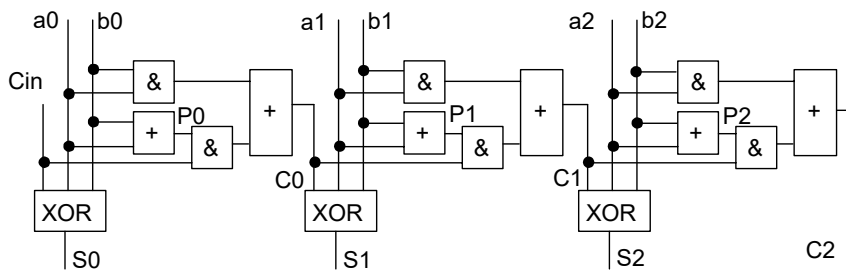 a0 b0 a1 b1 a2 b2
Cin & & &
P0 P1 P2
+ + + + + +
& & &
C0 C1
XOR XOR XOR
S0 S1 S2 C2